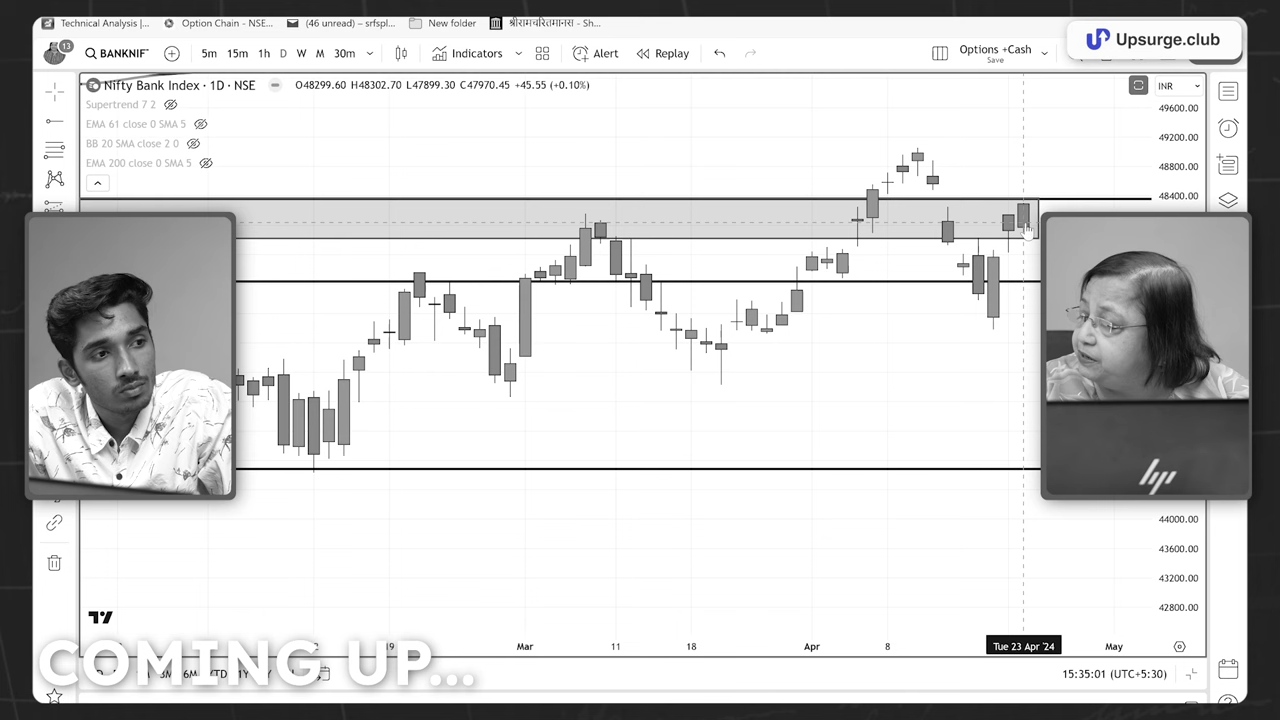 Technical Analysis |...
Option Chain - NSE...
(46 unread) – srfspl...
New folder
श्रीरामचरितमानस - Sh...
Upsurge.club
13
BANKNIF
5m 15m 1h D W M 30m
Indicators
Alert
Replay
Options +Cash
Save
Nifty Bank Index · 1D · NSE
O48299.60 H48302.70 L47899.30 C47970.45 +45.55 (+0.10%)
INR
Supertrend 7 2
EMA 61 close 0 SMA 5
BB 20 SMA close 2 0
EMA 200 close 0 SMA 5
49600.00
49200.00
48800.00
48400.00
hp
44000.00
43600.00
43200.00
42800.00
19 Mar 11 18 Apr 8 Tue 23 Apr '24 May
COMING UP...
15:35:01 (UTC+5:30)